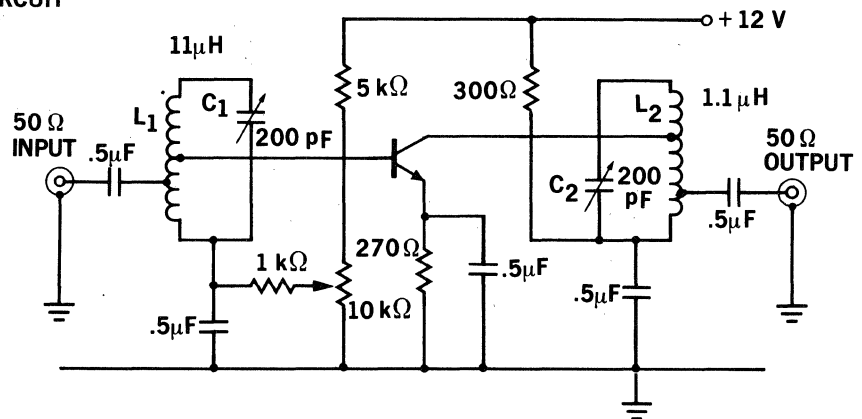 RCUIT
+ 12 V
11μH
5 kΩ
300Ω
1.1 μH
L1
C1
L2
50 Ω
INPUT
.5μF
200 pF
50 Ω
OUTPUT
C2
200
pF
.5μF
1 kΩ
270Ω
.5μF
10 kΩ
.5μF
.5μF